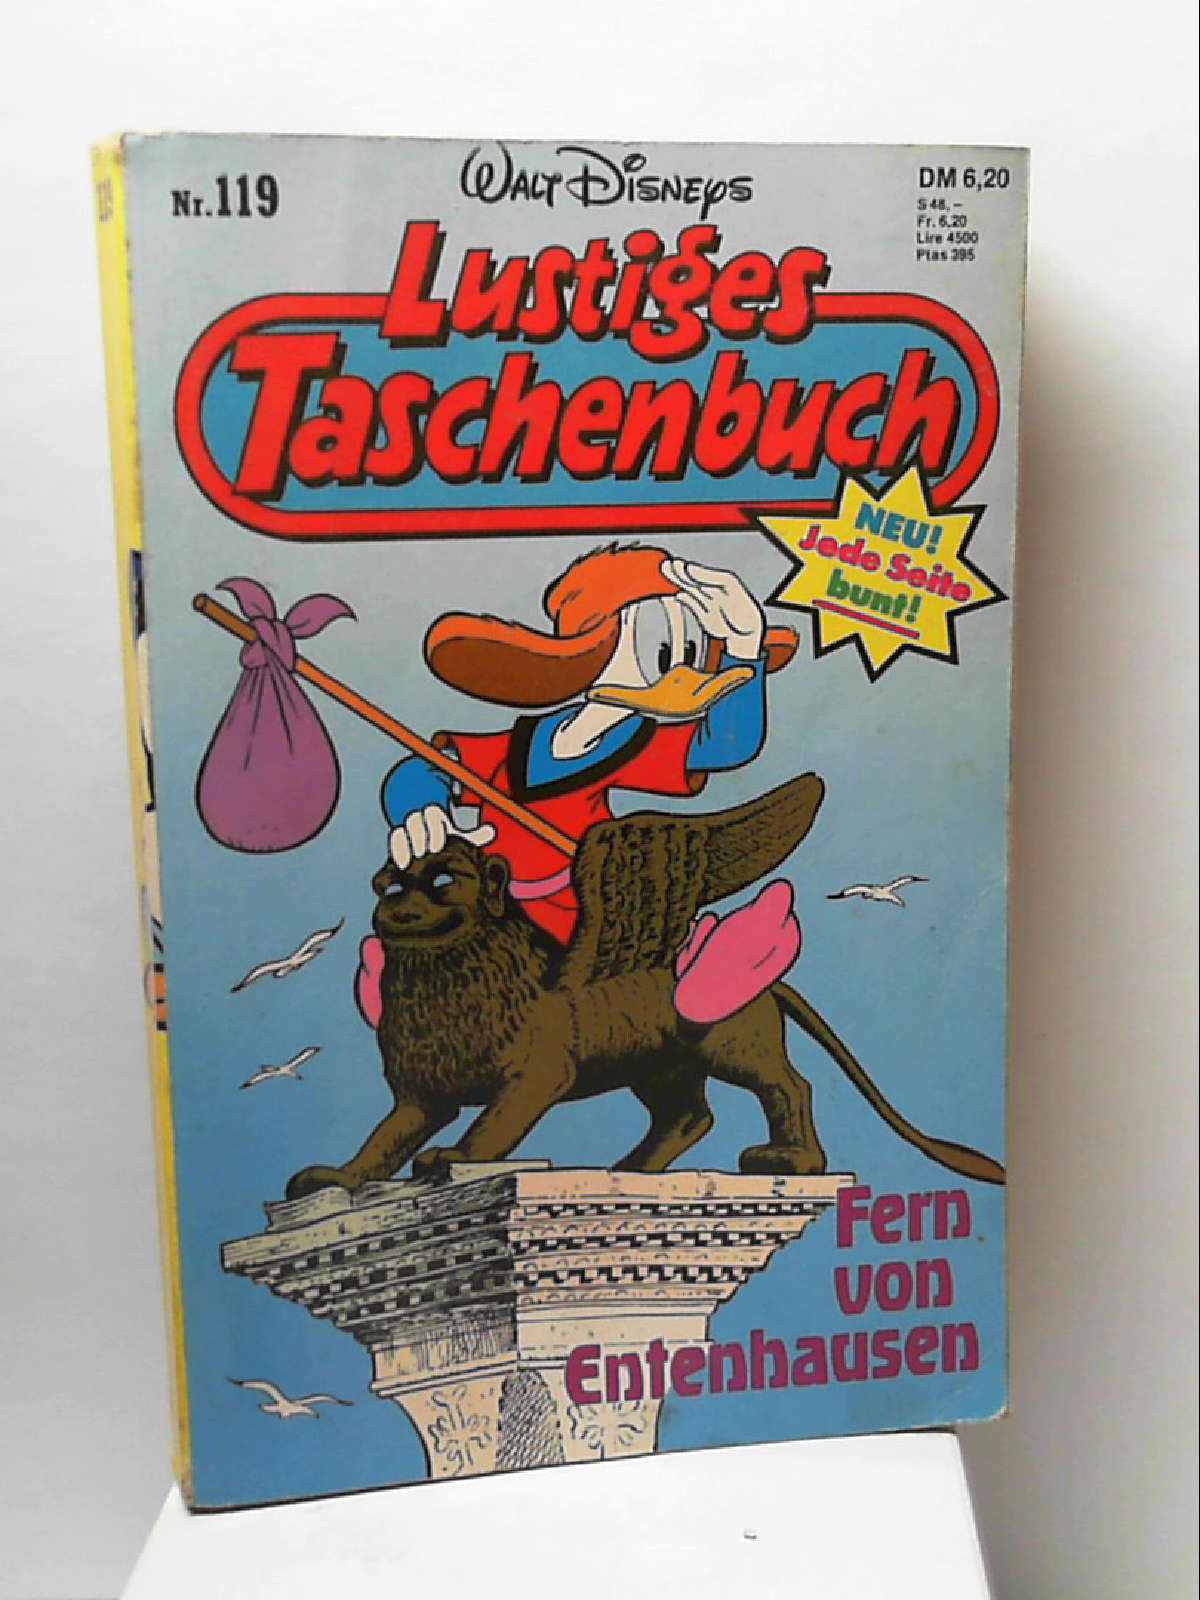 Nr. 119
WALT DISNEYS
DM 6,20
S 48,–
Fr. 6.20
Lire 4500
Ptas 395
Lustiges
Taschenbuch
NEU!
Jede Seite
bunt!
Fern
von
Entenhausen